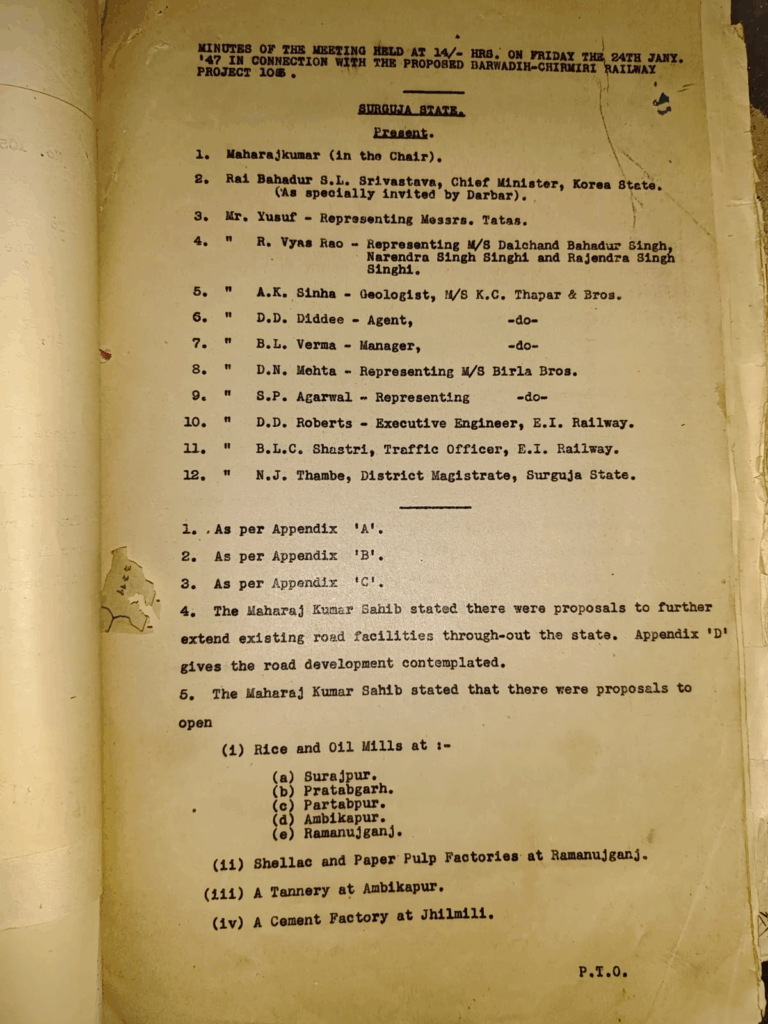 MINUTES OF THE MEETING HELD AT 14/- HRS. ON FRIDAY THE 24TH JANY.
'47 IN CONNECTION WITH THE PROPOSED BARWADIH-CHIRMIRI RAILWAY
PROJECT
SURGUJA STATE.
Present.
1. Maharajkumar (in the Chair).
2. Rai Bahadur S.L. Srivastava, Chief Minister, Korea State.
(As specially invited by Darbar).
3. Mr. Yusuf - Representing Messrs. Tatas.
4. " R. Vyas Rao - Representing M/S Dalchand Bahadur Singh,
Narendra Singh Singhi and Rajendra Singh
Singhi.
5. " A.K. Sinha - Geologist, M/S K.C. Thapar & Bros.
6. " D.D. Diddee - Agent, -do-
7. " B.L. Verma - Manager, -do-
8. " D.N. Mehta - Representing M/S Birla Bros.
9. " S.P. Agarwal - Representing -do-
10. " D.D. Roberts - Executive Engineer, E.I. Railway.
11. " B.L.C. Shastri, Traffic Officer, E.I. Railway.
12. " N.J. Thambe, District Magistrate, Surguja State.
1. As per Appendix 'A'.
2. As per Appendix 'B'.
3. As per Appendix 'C'.
4. The Maharaj Kumar Sahib stated there were proposals to further
extend existing road facilities through-out the state. Appendix 'D'
gives the road development contemplated.
5. The Maharaj Kumar Sahib stated that there were proposals to
open
(i) Rice and Oil Mills at :-
(a) Surajpur.
(b) Pratabgarh.
(c) Partabpur.
(d) Ambikapur.
(e) Ramanujganj.
(ii) Shellac and Paper Pulp Factories at Ramanujganj.
(iii) A Tannery at Ambikapur.
(iv) A Cement Factory at Jhilmili.
P.T.O.